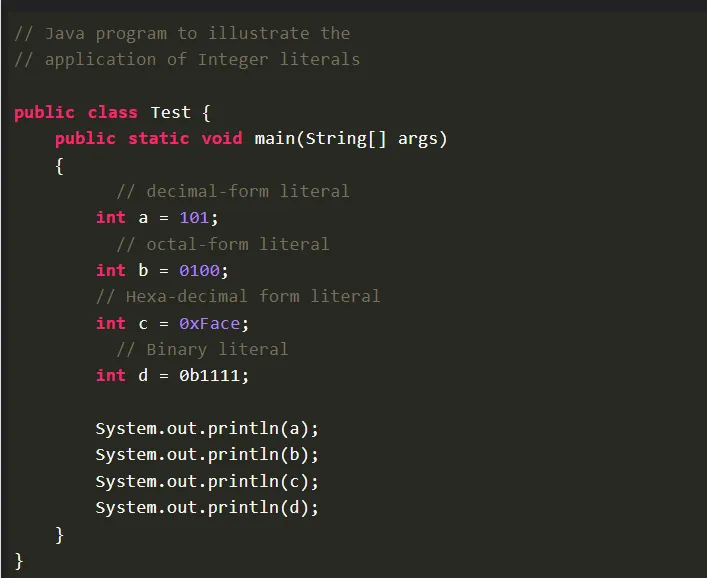 // Java program to illustrate the
// application of Integer literals
public class Test {
public static void main(String[] args)
{
// decimal-form literal
int a = 101;
// octal-form literal
int b = 0100;
// Hexa-decimal form literal
int c = 0xFace;
// Binary literal
int d = 0b1111;
System.out.println(a);
System.out.println(b);
System.out.println(c);
System.out.println(d);
}
}